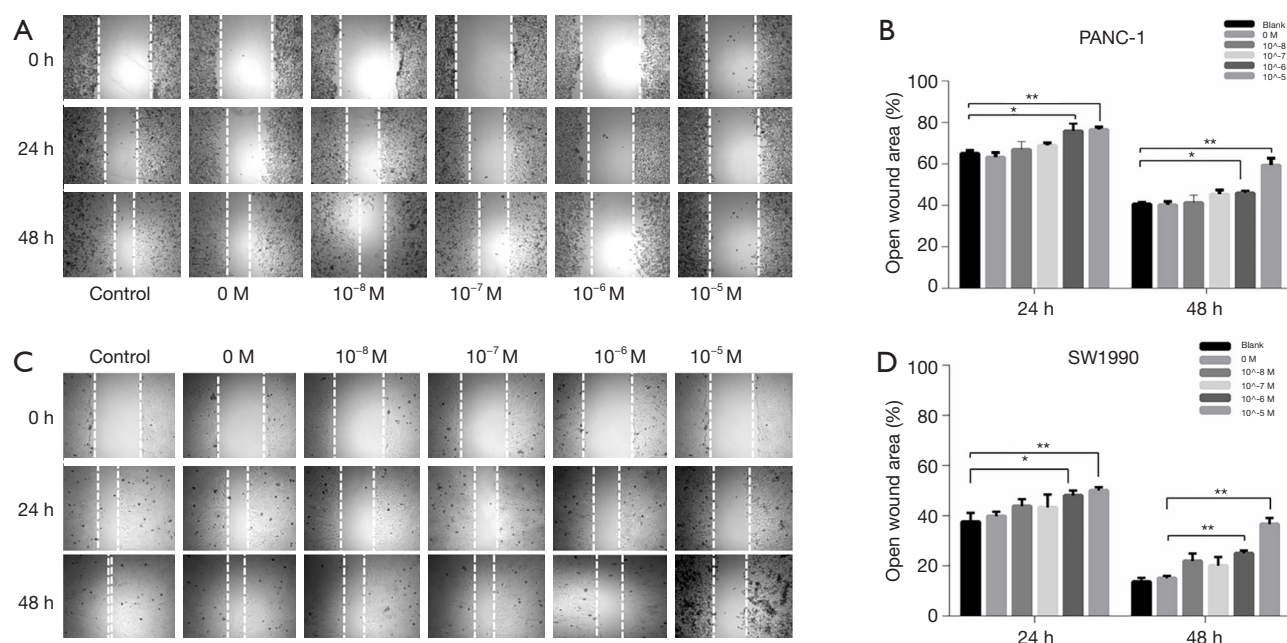 A
0 h
24 h
48 h
Control 0 M 10⁻⁸ M 10⁻⁷ M 10⁻⁶ M 10⁻⁵ M
B
PANC-1
Blank
0 M
10^-8
10^-7
10^-6
10^-5
Open wound area (%)
100
80
60
40
20
0
**
*
**
*
24 h 48 h
C
Control 0 M 10⁻⁸ M 10⁻⁷ M 10⁻⁶ M 10⁻⁵ M
0 h
24 h
48 h
D
SW1990
Blank
0 M
10^-8 M
10^-7 M
10^-6 M
10^-5 M
Open wound area (%)
100
80
60
40
20
0
**
*
**
**
24 h 48 h